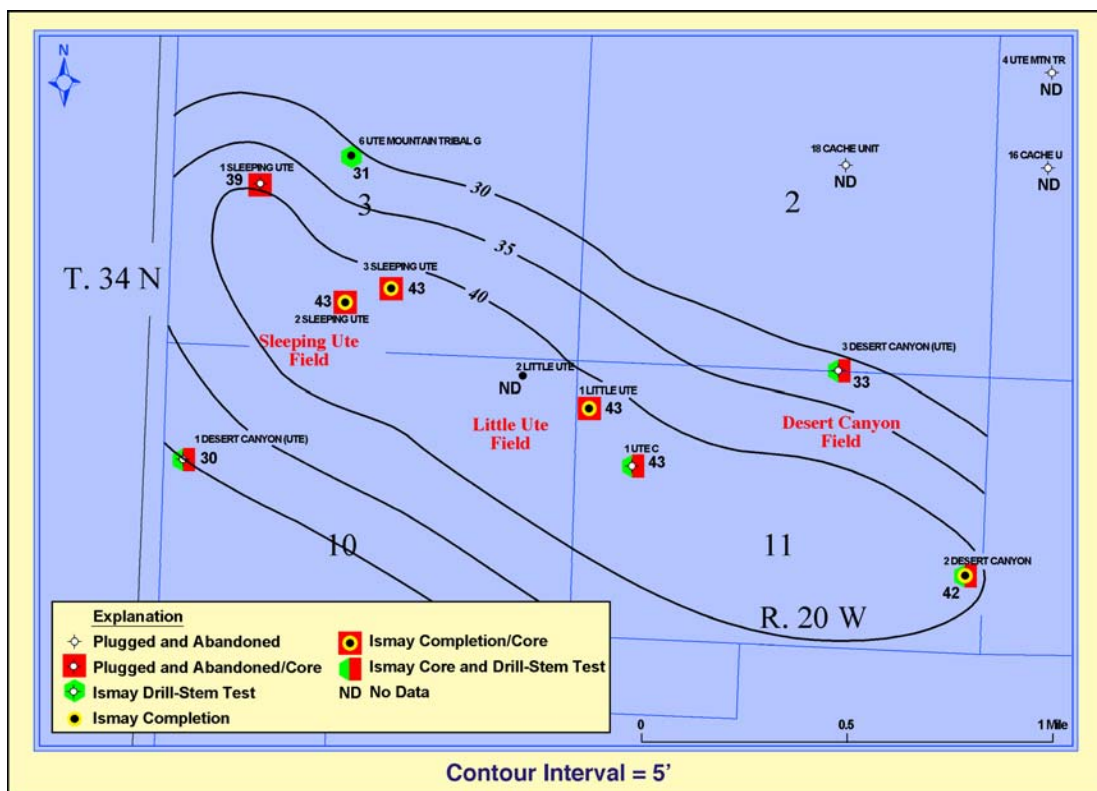 N
4 UTE MTN TR
ND
6 UTE MOUNTAIN TRIBAL G
31
18 CACHE UNIT
ND
16 CACHE U
ND
1 SLEEPING UTE
39
3
2
30
35
40
T. 34 N
3 SLEEPING UTE
43
43
2 SLEEPING UTE
Sleeping Ute
Field
2 LITTLE UTE
ND
3 DESERT CANYON (UTE)
33
1 LITTLE UTE
43
Little Ute
Field
Desert Canyon
Field
1 DESERT CANYON (UTE)
30
1 UTE C
43
10
11
2 DESERT CANYON
42
R. 20 W
Explanation
Plugged and Abandoned
Plugged and Abandoned/Core
Ismay Drill-Stem Test
Ismay Completion
Ismay Completion/Core
Ismay Core and Drill-Stem Test
ND No Data
0 0.5 1 Mile
Contour Interval = 5'